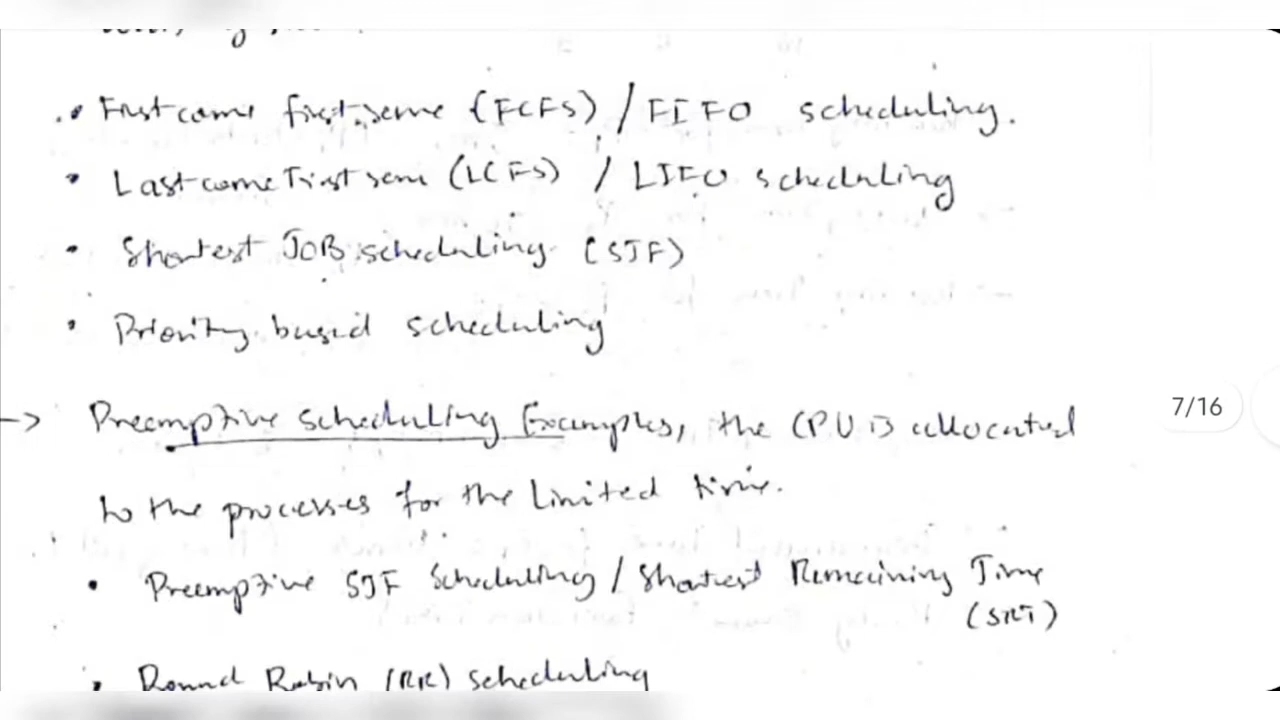 • First come first serve (FCFS) / FIFO scheduling.
• Last come First serve (LCFS) / LIFO scheduling
• Shortest JOB scheduling (SJF)
• Priority based scheduling
→ Preemptive scheduling Examples, the CPU is allocated
to the processes for the limited time.
• Preemptive SJF Scheduling / Shortest Remaining Time
(SRT)
• Round Robin (RR) scheduling
7/16